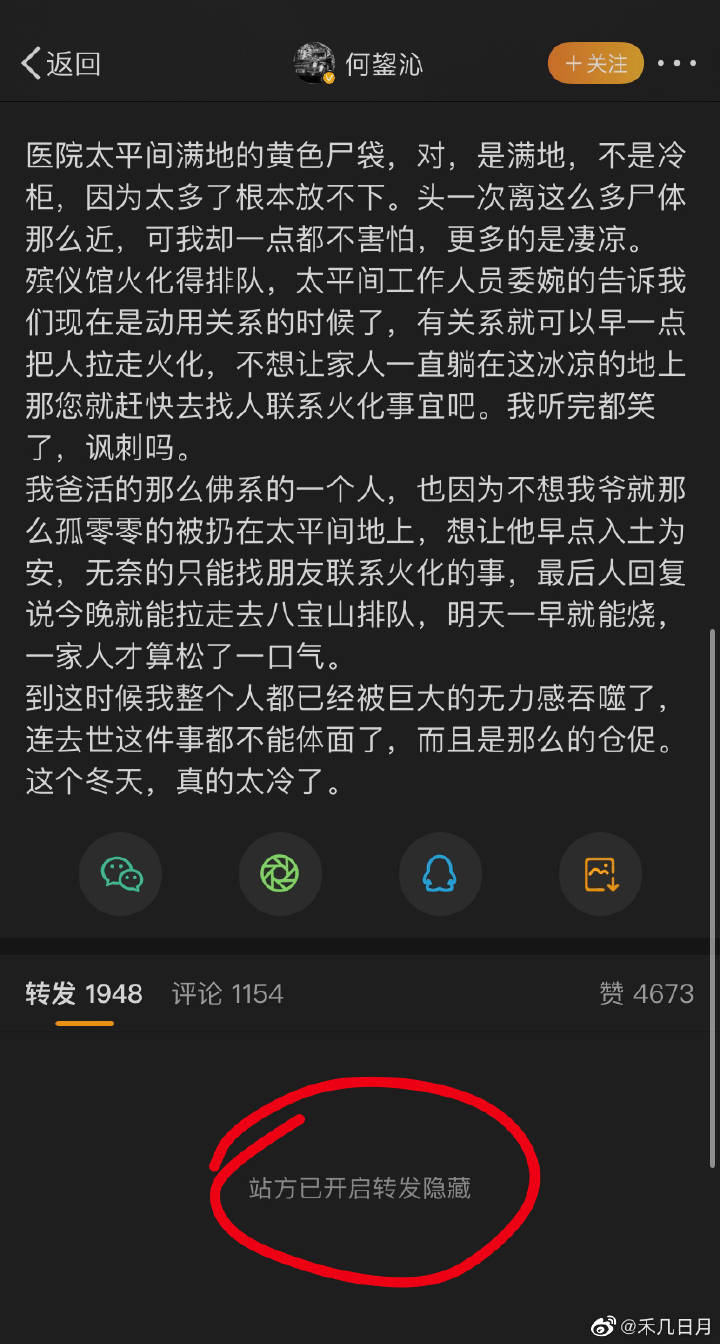 返回
何鋆沁
+关注
医院太平间满地的黄色尸袋，对，是满地，不是冷
柜，因为太多了根本放不下。头一次离这么多尸体
那么近，可我却一点都不害怕，更多的是凄凉。
殡仪馆火化得排队，太平间工作人员委婉的告诉我
们现在是动用关系的时候了，有关系就可以早一点
把人拉走火化，不想让家人一直躺在这冰凉的地上
那您就赶快去找人联系火化事宜吧。我听完都笑
了，讽刺吗。
我爸活的那么佛系的一个人，也因为不想我爷就那
么孤零零的被扔在太平间地上，想让他早点入土为
安，无奈的只能找朋友联系火化的事，最后人回复
说今晚就能拉走去八宝山排队，明天一早就能烧，
一家人才算松了一口气。
到这时候我整个人都已经被巨大的无力感吞噬了，
连去世这件事都不能体面了，而且是那么的仓促。
这个冬天，真的太冷了。
转发 1948 评论 1154 赞 4673
站方已开启转发隐藏
@禾几日月